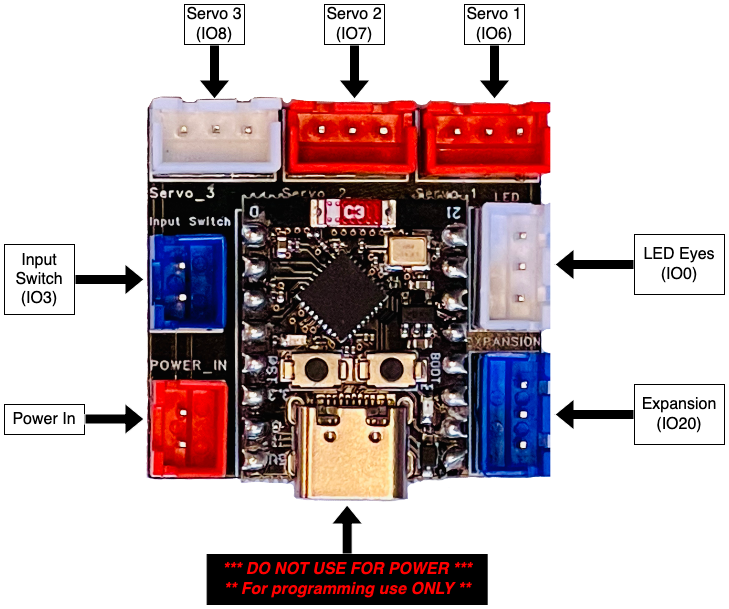 Servo 3
(IO8)
Servo 2
(IO7)
Servo 1
(IO6)
Servo_3
Servo_2
Servo_1
LED
Input Switch
0
C3
21
Input
Switch
(IO3)
LED Eyes
(IO0)
EXPANSION
POWER_IN
RST
BOOT
Power In
Expansion
(IO20)
*** DO NOT USE FOR POWER ***
** For programming use ONLY **